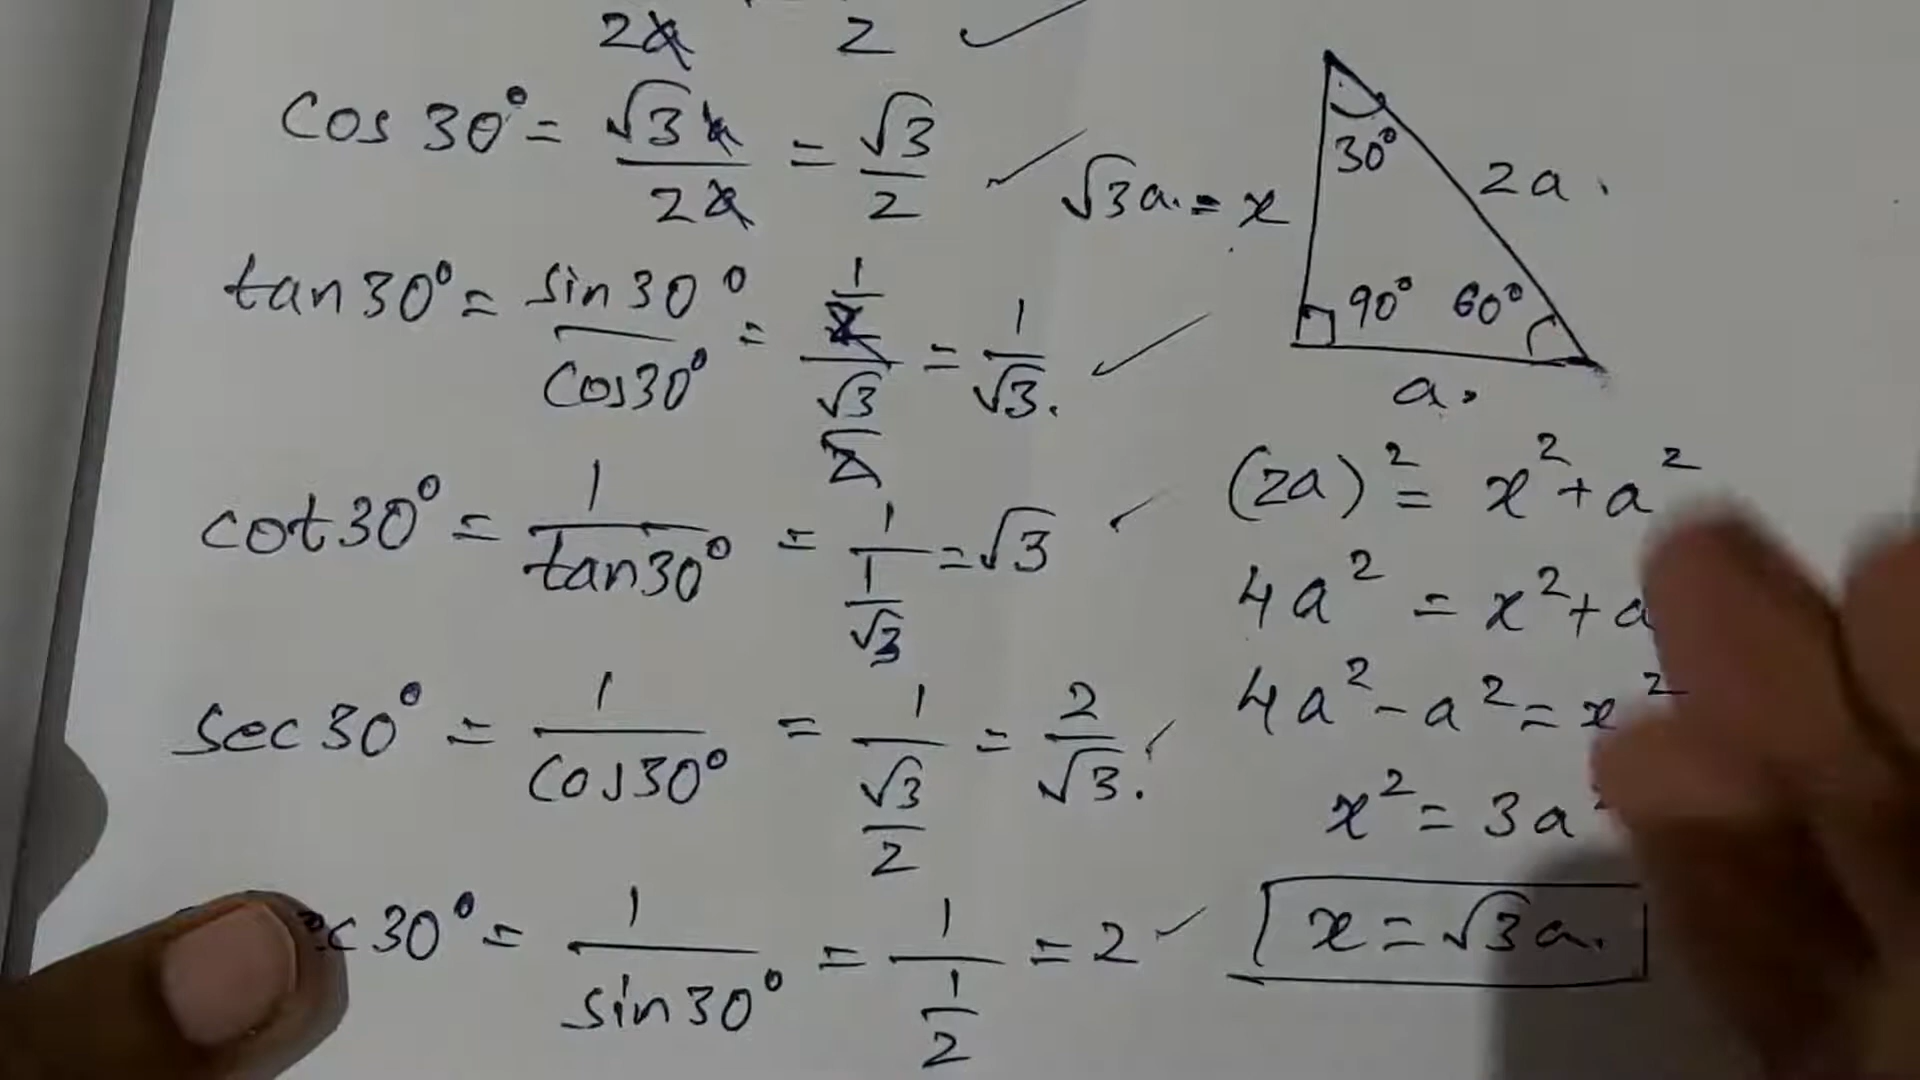 2a 2
cos 30° = √3a/2a = √3/2
tan 30° = sin 30°/cos 30° = (1/2)/(√3/2) = 1/√3.
cot 30° = 1/tan 30° = 1/(1/√3) = √3
sec 30° = 1/cos 30° = 1/(√3/2) = 2/√3.
c 30° = 1/sin 30° = 1/(1/2) = 2
30°
2a.
√3a. = x
90° 60°
a.
(2a)² = x² + a²
4a² = x² + a
4a² - a² = x²
x² = 3a
x = √3a.